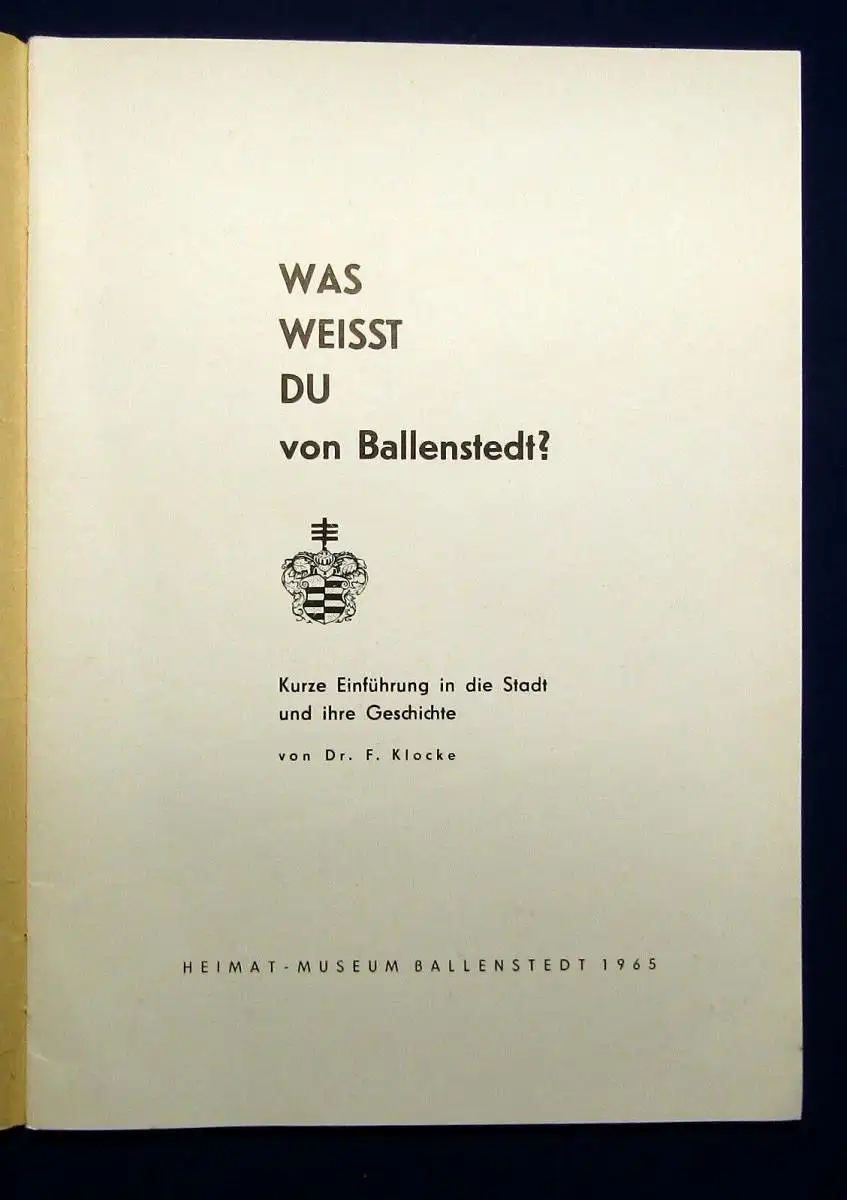 WAS
WEISST
DU
von Ballenstedt?
Kurze Einführung in die Stadt
und ihre Geschichte
von Dr. F. Klocke
HEIMAT-MUSEUM BALLENSTEDT 1965